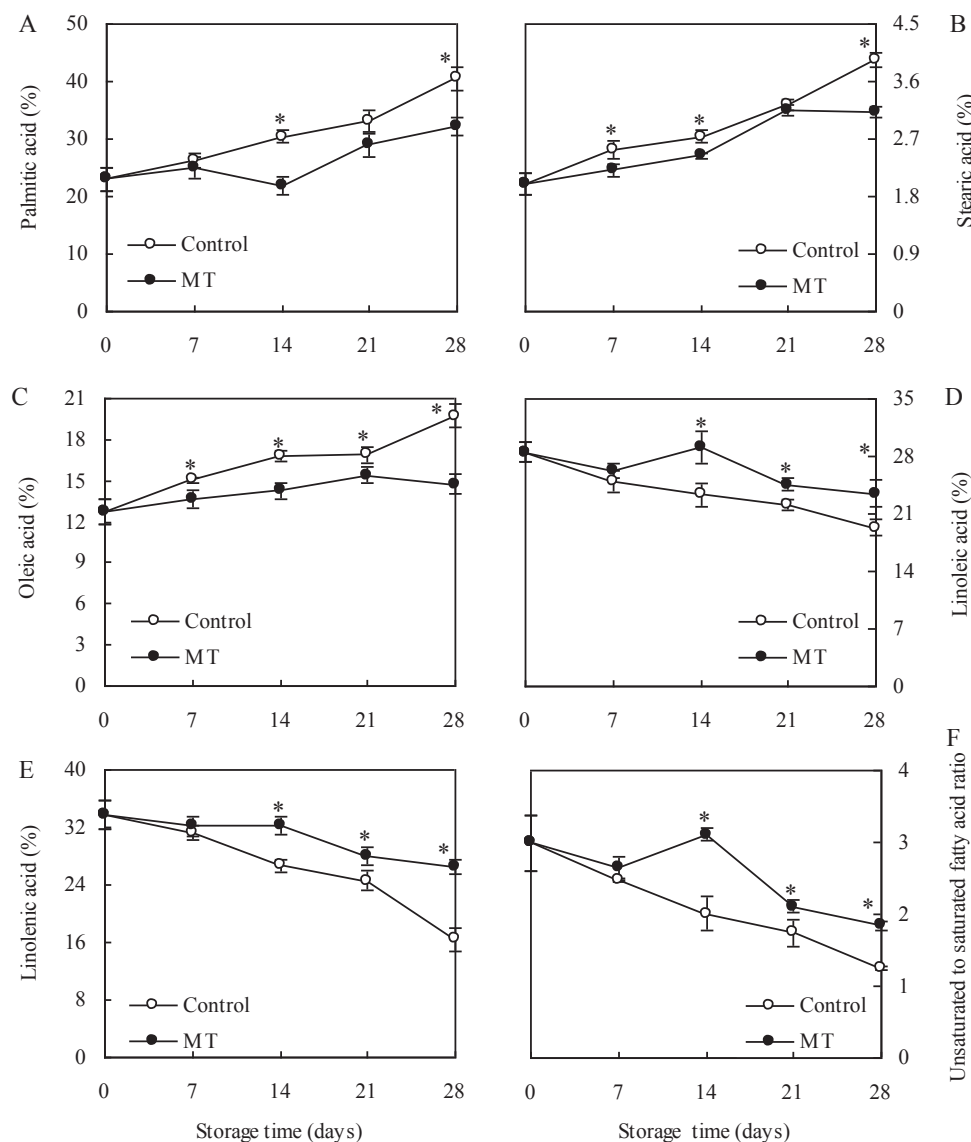 A
Palmitic acid (%)
50
40
30
20
10
0
*
*
Control
MT
0 7 14 21 28
B
Stearic acid (%)
4.5
3.6
2.7
1.8
0.9
0
*
*
*
Control
MT
0 7 14 21 28
C
Oleic acid (%)
21
18
15
12
9
6
3
0
*
*
*
*
Control
MT
0 7 14 21 28
D
Linoleic acid (%)
35
28
21
14
7
0
*
*
*
Control
MT
0 7 14 21 28
E
Linolenic acid (%)
40
32
24
16
8
0
*
*
*
Control
MT
0 7 14 21 28
Storage time (days)
F
Unsaturated to saturated fatty acid ratio
4
3
2
1
0
*
*
*
Control
MT
0 7 14 21 28
Storage time (days)